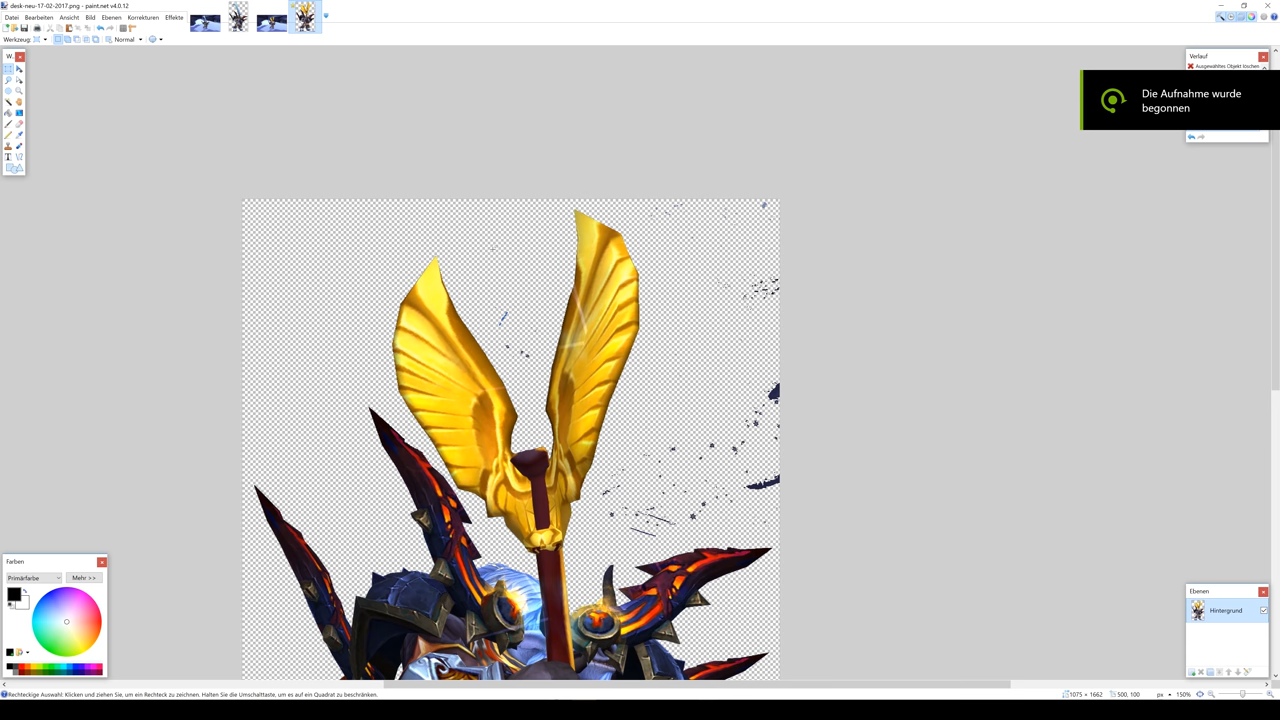 desk-neu-17-02-2017.png - paint.net v4.0.12
Datei Bearbeiten Ansicht Bild Ebenen Korrekturen Effekte
Werkzeug:
Normal
W...
Verlauf
Ausgewähltes Objekt löschen
Die Aufnahme wurde
begonnen
Farben
Primärfarbe
Mehr >>
Ebenen
Hintergrund
Rechteckige Auswahl: Klicken und ziehen Sie, um ein Rechteck zu zeichnen. Halten Sie die Umschalttaste, um es auf ein Quadrat zu beschränken.
1075 × 1662
500, 100
px
150%